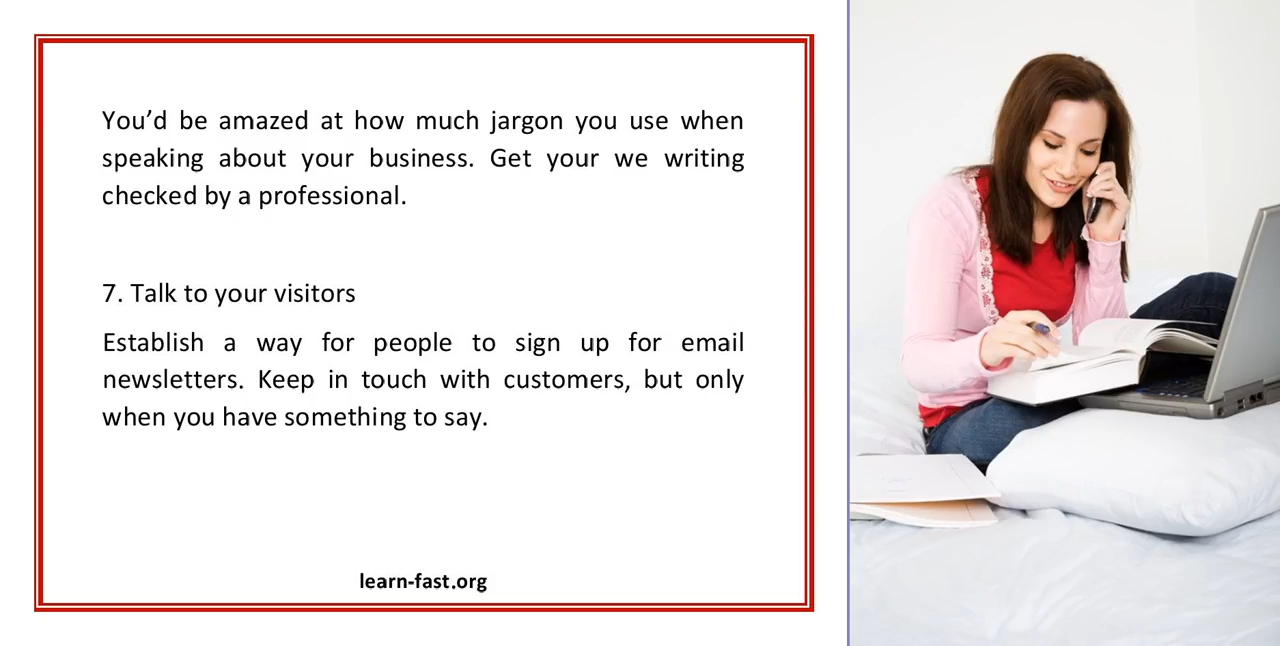 You’d be amazed at how much jargon you use when
speaking about your business. Get your we writing
checked by a professional.
7. Talk to your visitors
Establish a way for people to sign up for email
newsletters. Keep in touch with customers, but only
when you have something to say.
learn-fast.org